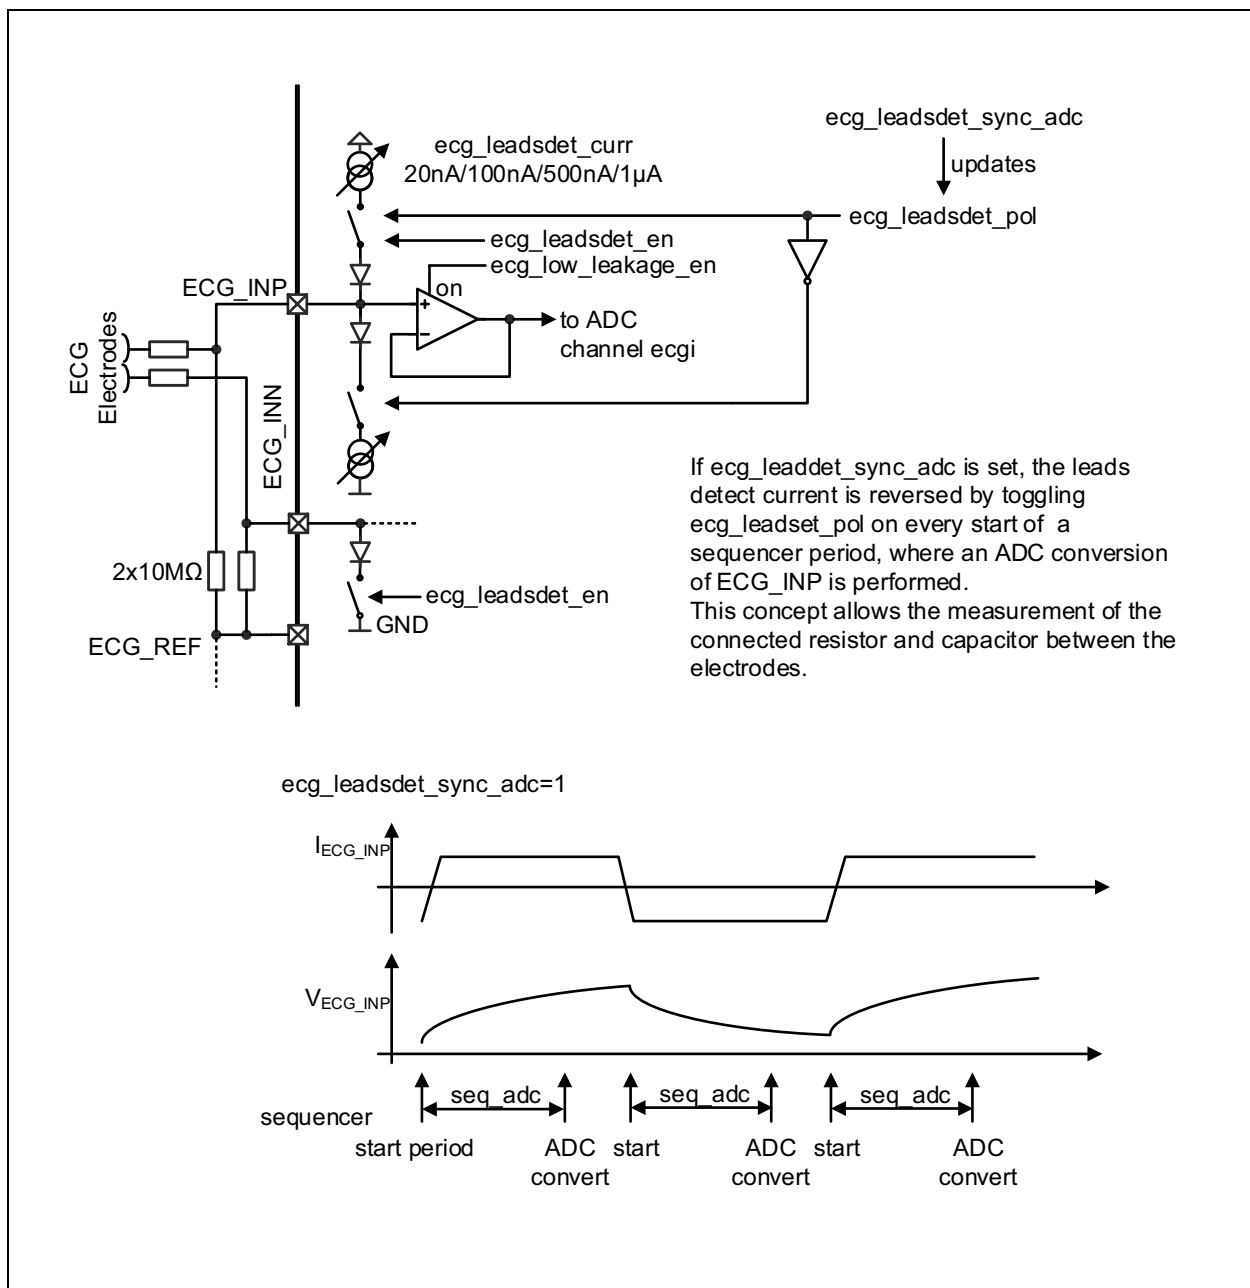 ecg_leadsdet_sync_adc
ecg_leadsdet_curr
20nA/100nA/500nA/1µA
updates
ecg_leadsdet_pol
ecg_leadsdet_en
ecg_low_leakage_en
ECG_INP
on
+
−
to ADC
channel ecgi
ECG
Electrodes
ECG_INN
2x10MΩ
ecg_leadsdet_en
GND
ECG_REF
If ecg_leaddet_sync_adc is set, the leads
detect current is reversed by toggling
ecg_leadset_pol on every start of a
sequencer period, where an ADC conversion
of ECG_INP is performed.
This concept allows the measurement of the
connected resistor and capacitor between the
electrodes.
ecg_leadsdet_sync_adc=1
IECG_INP
VECG_INP
seq_adc seq_adc seq_adc
sequencer
start period ADC start ADC start ADC
convert convert convert